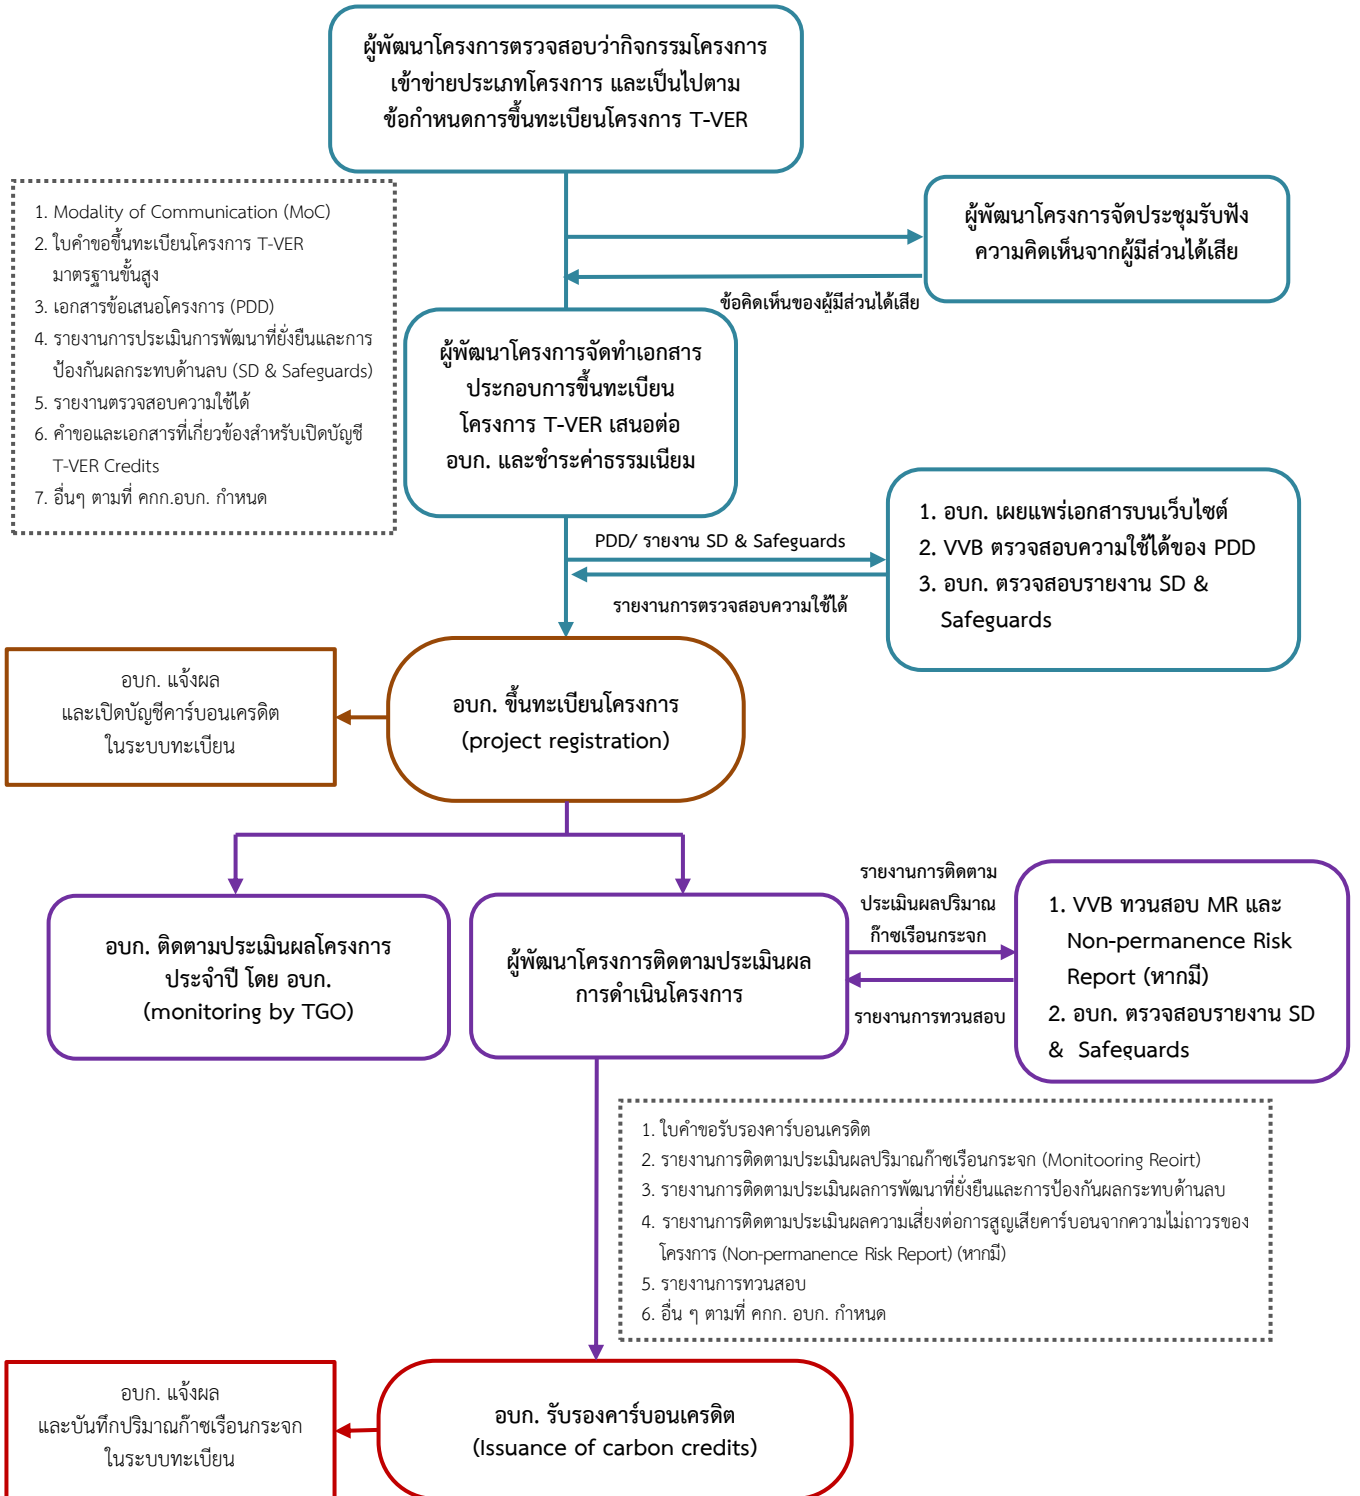 ผู้พัฒนาโครงการตรวจสอบว่ากิจกรรมโครงการ
เข้าข่ายประเภทโครงการ และเป็นไปตาม
ข้อกำหนดการขึ้นทะเบียนโครงการ T-VER
1. Modality of Communication (MoC)
2. ใบคำขอขึ้นทะเบียนโครงการ T-VER
มาตรฐานขั้นสูง
3. เอกสารข้อเสนอโครงการ (PDD)
4. รายงานการประเมินการพัฒนาที่ยั่งยืนและการ
ป้องกันผลกระทบด้านลบ (SD & Safeguards)
5. รายงานตรวจสอบความใช้ได้
6. คำขอและเอกสารที่เกี่ยวข้องสำหรับเปิดบัญชี
T-VER Credits
7. อื่นๆ ตามที่ คกก.อบก. กำหนด
ผู้พัฒนาโครงการจัดประชุมรับฟัง
ความคิดเห็นจากผู้มีส่วนได้เสีย
ข้อคิดเห็นของผู้มีส่วนได้เสีย
ผู้พัฒนาโครงการจัดทำเอกสาร
ประกอบการขึ้นทะเบียน
โครงการ T-VER เสนอต่อ
อบก. และชำระค่าธรรมเนียม
PDD/ รายงาน SD & Safeguards
รายงานการตรวจสอบความใช้ได้
1. อบก. เผยแพร่เอกสารบนเว็บไซต์
2. VVB ตรวจสอบความใช้ได้ของ PDD
3. อบก. ตรวจสอบรายงาน SD &
Safeguards
อบก. แจ้งผล
และเปิดบัญชีคาร์บอนเครดิต
ในระบบทะเบียน
อบก. ขึ้นทะเบียนโครงการ
(project registration)
อบก. ติดตามประเมินผลโครงการ
ประจำปี โดย อบก.
(monitoring by TGO)
ผู้พัฒนาโครงการติดตามประเมินผล
การดำเนินโครงการ
รายงานการติดตาม
ประเมินผลปริมาณ
ก๊าซเรือนกระจก
รายงานการทวนสอบ
1. VVB ทวนสอบ MR และ
Non-permanence Risk
Report (หากมี)
2. อบก. ตรวจสอบรายงาน SD
& Safeguards
1. ใบคำขอรับรองคาร์บอนเครดิต
2. รายงานการติดตามประเมินผลปริมาณก๊าซเรือนกระจก (Monitooring Reoirt)
3. รายงานการติดตามประเมินผลการพัฒนาที่ยั่งยืนและการป้องกันผลกระทบด้านลบ
4. รายงานการติดตามประเมินผลความเสี่ยงต่อการสูญเสียคาร์บอนจากความไม่ถาวรของ
โครงการ (Non-permanence Risk Report) (หากมี)
5. รายงานการทวนสอบ
6. อื่น ๆ ตามที่ คกก. อบก. กำหนด
อบก. แจ้งผล
และบันทึกปริมาณก๊าซเรือนกระจก
ในระบบทะเบียน
อบก. รับรองคาร์บอนเครดิต
(Issuance of carbon credits)